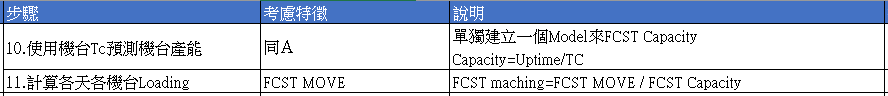 步驟 考慮特徵 說明
10.使用機台Tc預測機台產能 同A 單獨建立一個Model來FCST Capacity
Capacity=Uptime/TC
11.計算各天各機台Loading FCST MOVE FCST maching=FCST MOVE / FCST Capacity